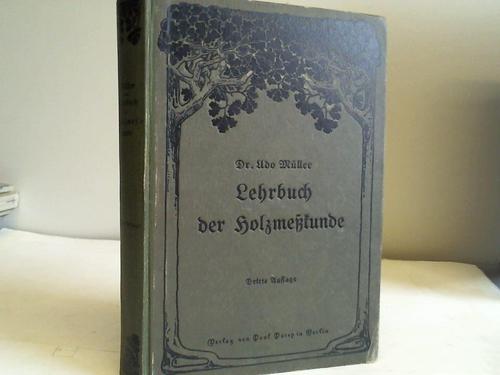 Dr. Udo Müller
Lehrbuch
der Holzmeßkunde
Dritte Auflage
Verlag von Paul Parey in Berlin